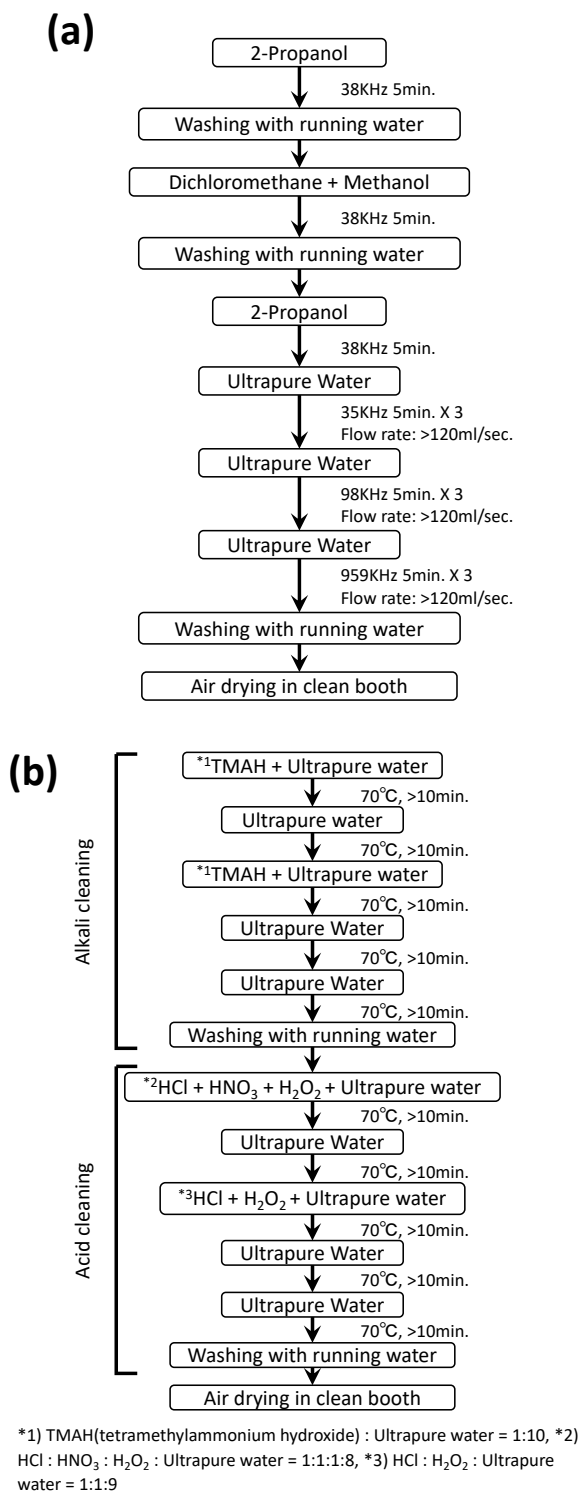 (a)
2-Propanol
38KHz 5min.
Washing with running water
Dichloromethane + Methanol
38KHz 5min.
Washing with running water
2-Propanol
38KHz 5min.
Ultrapure Water
35KHz 5min. X 3
Flow rate: >120ml/sec.
Ultrapure Water
98KHz 5min. X 3
Flow rate: >120ml/sec.
Ultrapure Water
959KHz 5min. X 3
Flow rate: >120ml/sec.
Washing with running water
Air drying in clean booth
(b)
Alkali cleaning
*1TMAH + Ultrapure water
70℃, >10min.
Ultrapure water
70℃, >10min.
*1TMAH + Ultrapure water
70℃, >10min.
Ultrapure Water
70℃, >10min.
Ultrapure Water
70℃, >10min.
Washing with running water
Acid cleaning
*2HCl + HNO₃ + H₂O₂ + Ultrapure water
70℃, >10min.
Ultrapure Water
70℃, >10min.
*3HCl + H₂O₂ + Ultrapure water
70℃, >10min.
Ultrapure Water
70℃, >10min.
Ultrapure Water
70℃, >10min.
Washing with running water
Air drying in clean booth
*1) TMAH(tetramethylammonium hydroxide) : Ultrapure water = 1:10, *2)
HCl : HNO₃ : H₂O₂ : Ultrapure water = 1:1:1:8, *3) HCl : H₂O₂ : Ultrapure
water = 1:1:9